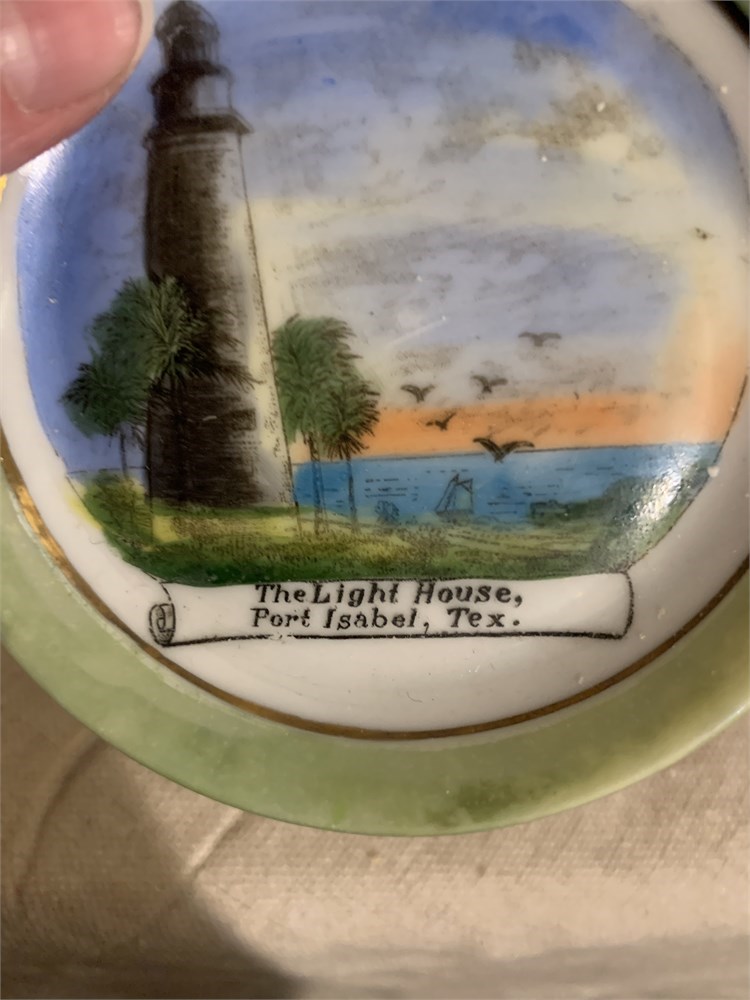 The Light House,
Port Isabel, Tex.